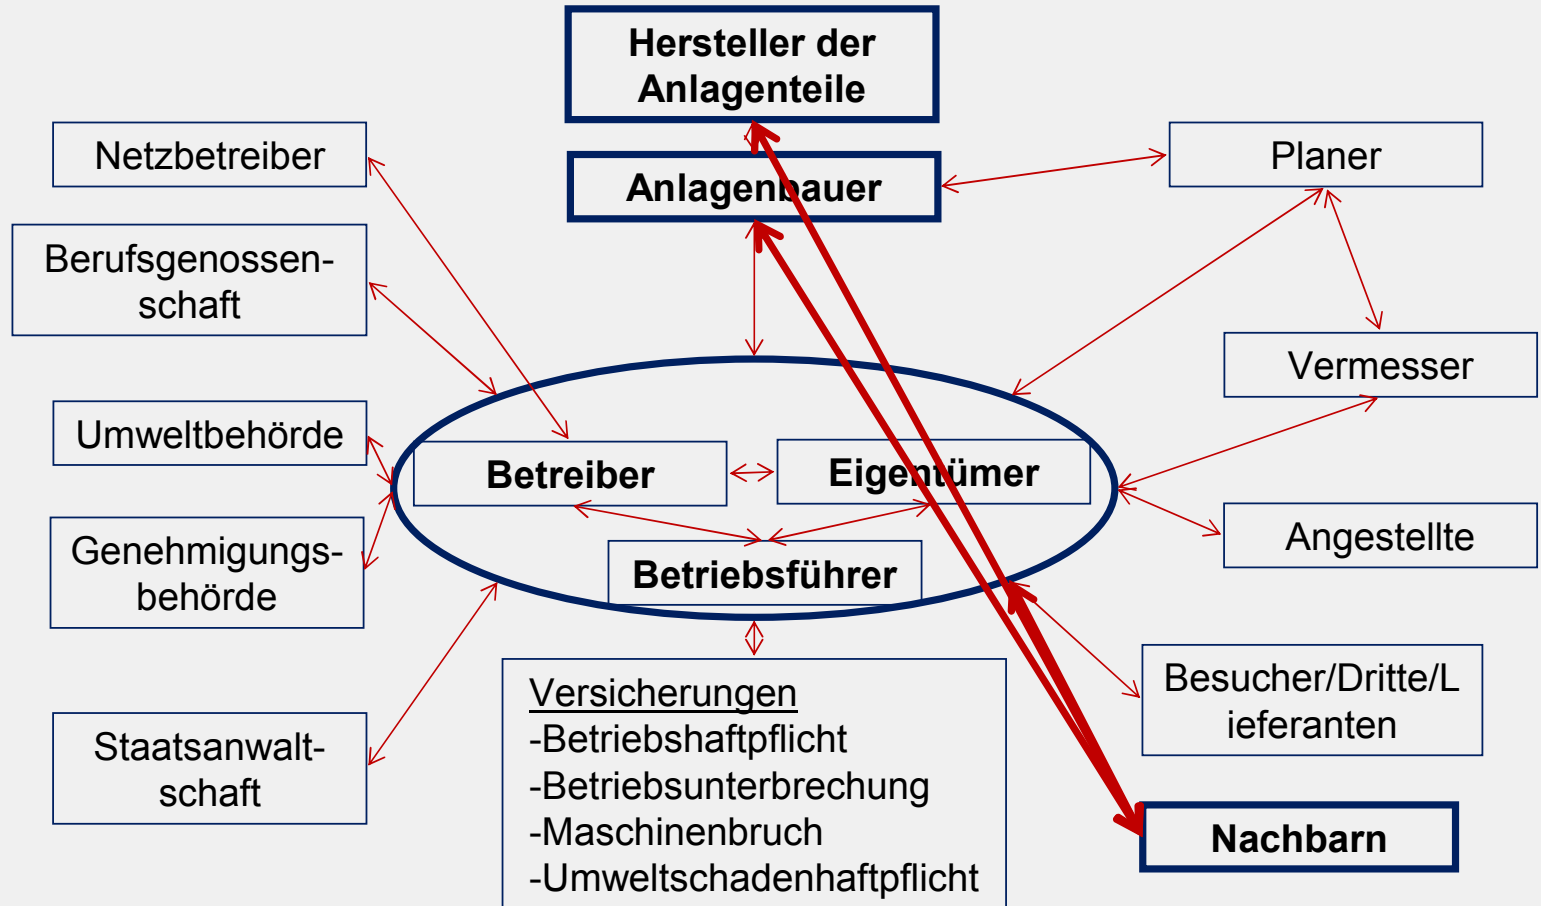 Hersteller der
Anlagenteile
Netzbetreiber
Anlagenbauer
Planer
Berufsgenossen-
schaft
Vermesser
Umweltbehörde
Betreiber
Eigentümer
Genehmigungs-
behörde
Betriebsführer
Angestellte
Staatsanwalt-
schaft
Versicherungen
-Betriebshaftpflicht
-Betriebsunterbrechung
-Maschinenbruch
-Umweltschadenhaftpflicht
Besucher/Dritte/L
ieferanten
Nachbarn